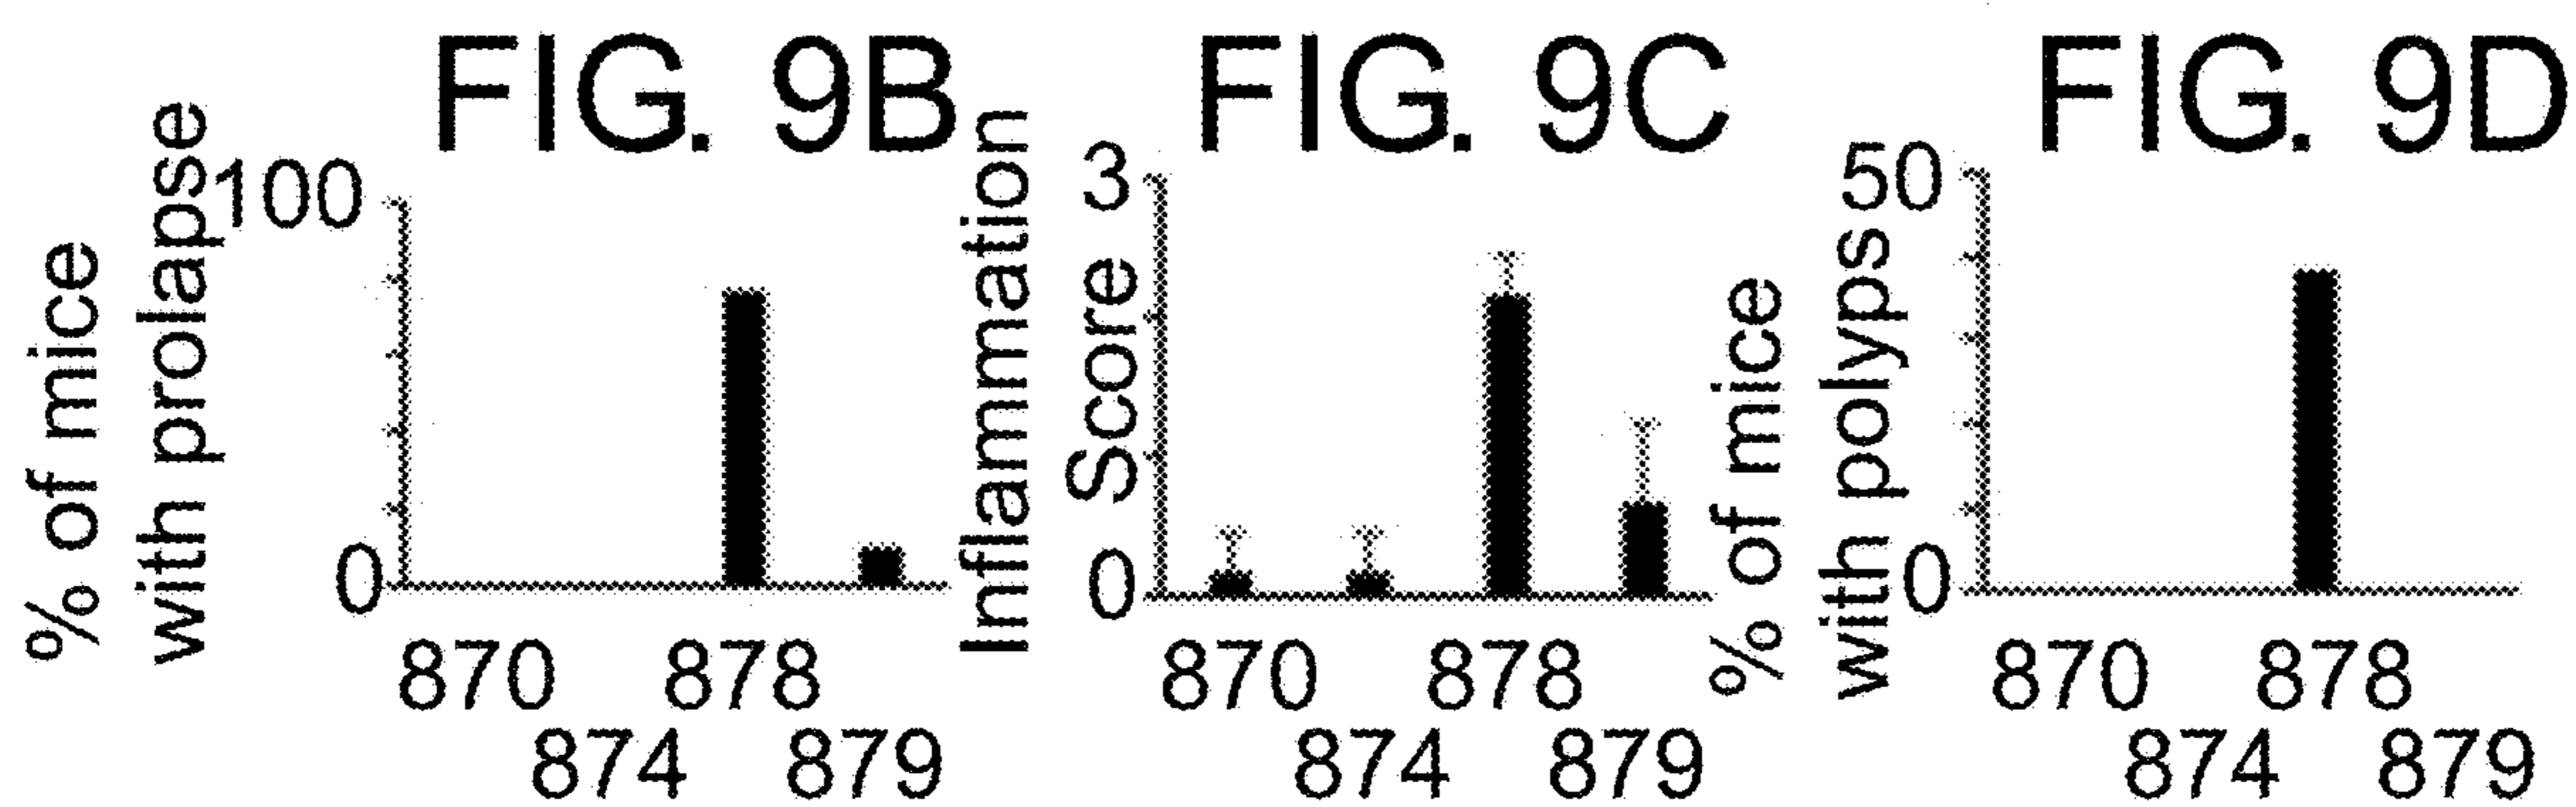 FIG. 9B
% of mice
with prolapse
100
0
870
878
874
879
FIG. 9C
Inflammation
Score
3
0
870
878
874
879
FIG. 9D
% of mice
with polyps
50
0
870
878
874
879